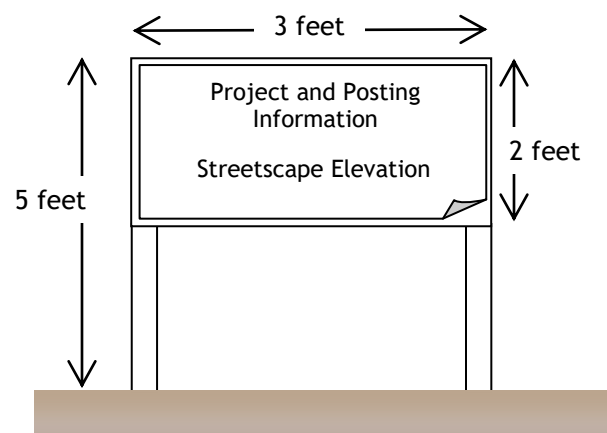 3 feet
Project and Posting
Information
Streetscape Elevation
2 feet
5 feet